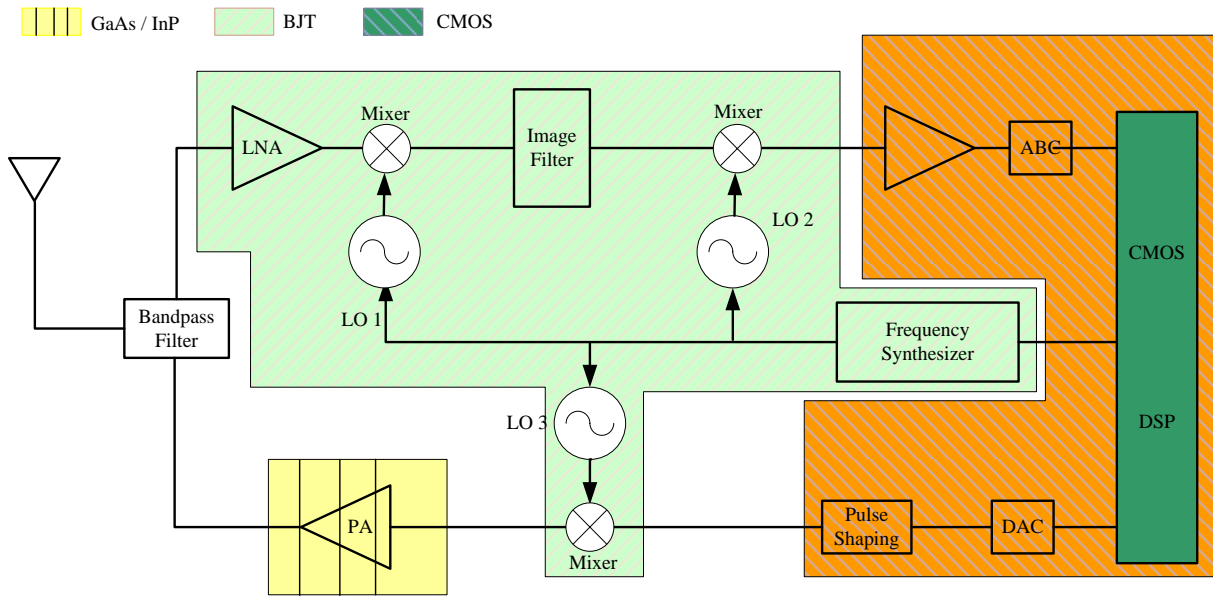 GaAs / InP
BJT
CMOS
Mixer
Mixer
LNA
Image
Filter
ABC
LO 2
CMOS
LO 1
Bandpass
Filter
Frequency
Synthesizer
LO 3
DSP
PA
Mixer
Pulse
Shaping
DAC